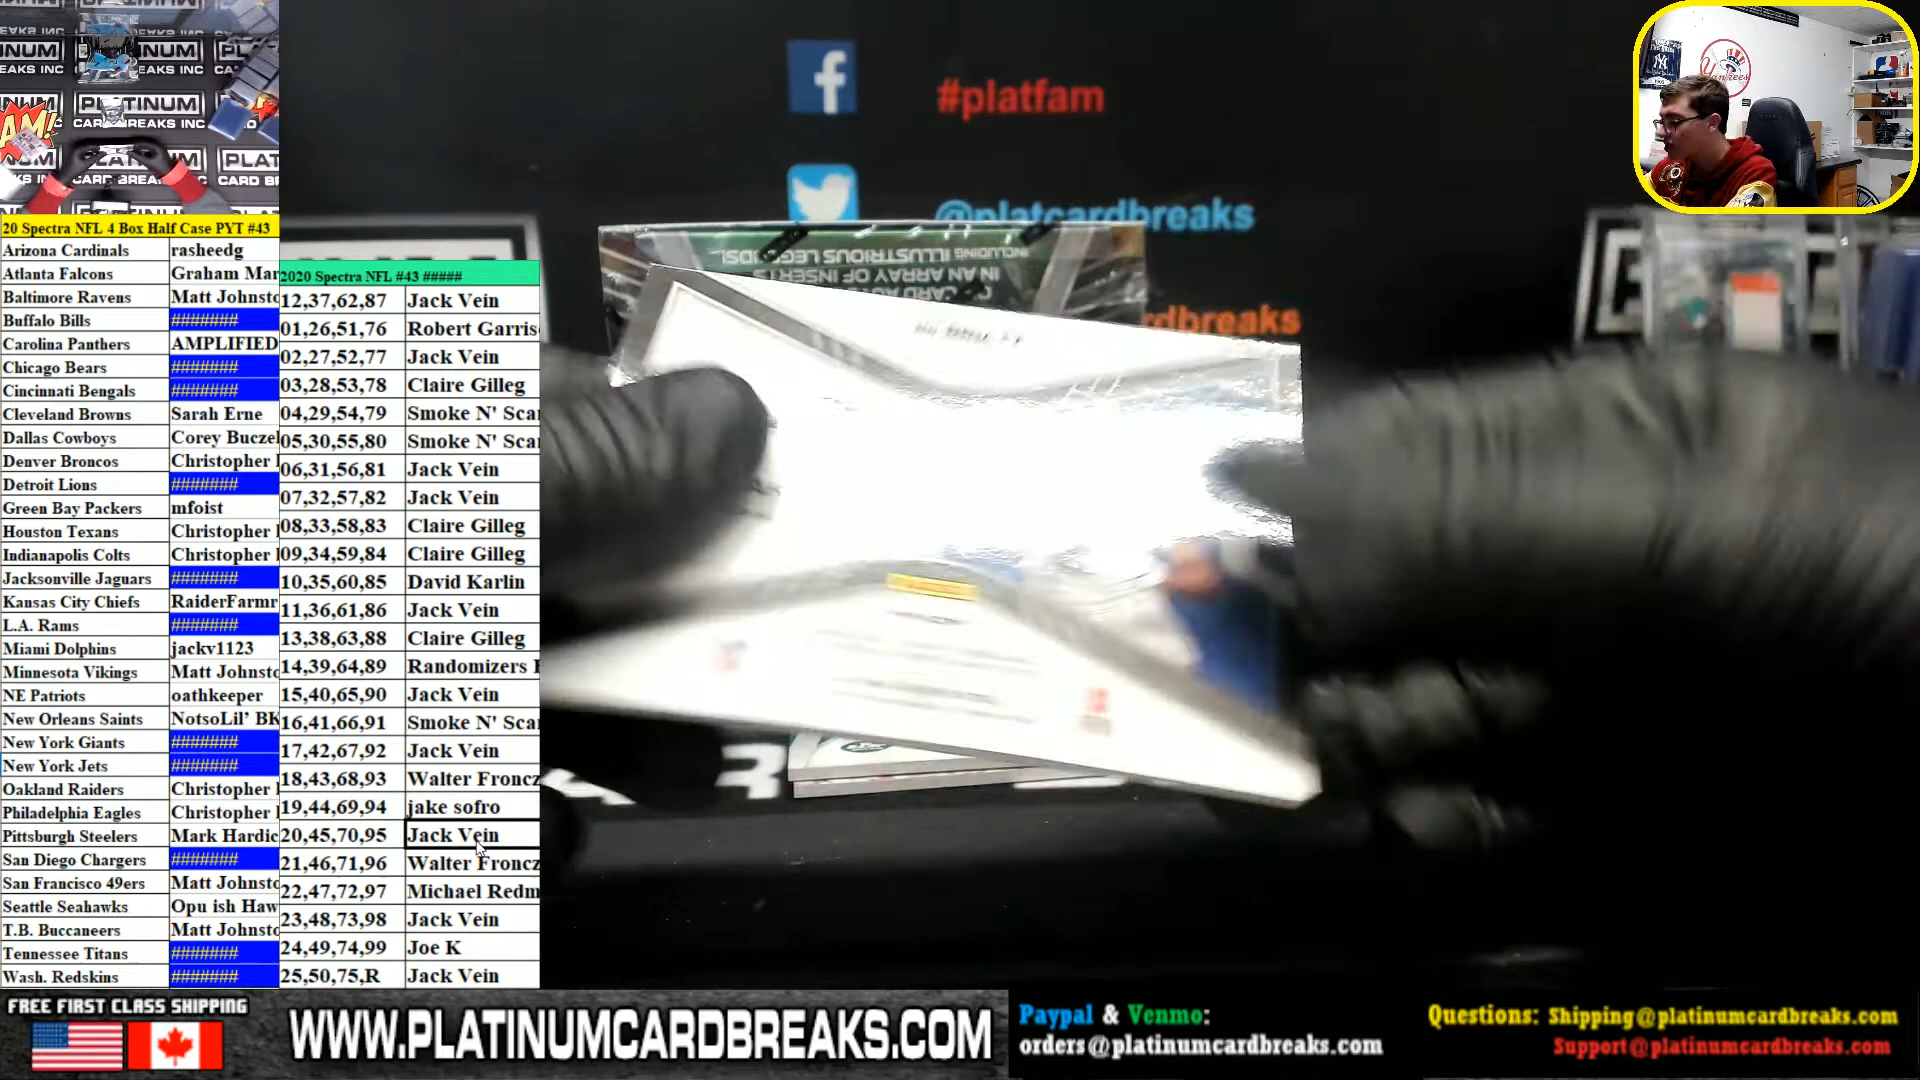 PLATINUM
CARD BREAKS INC
#platfam
@platcardbreaks
INCLUDING ILLUSTRIOUS LEGENDS!
IN AN ARRAY OF INSERTS
Yankees
20 Spectra NFL 4 Box Half Case PYT #43
Arizona Cardinals rasheedg
Atlanta Falcons Graham Mar
Baltimore Ravens Matt Johnsto
Buffalo Bills #######
Carolina Panthers AMPLIFIED
Chicago Bears #######
Cincinnati Bengals #######
Cleveland Browns Sarah Erne
Dallas Cowboys Corey Buczel
Denver Broncos Christopher
Detroit Lions #######
Green Bay Packers mfoist
Houston Texans Christopher
Indianapolis Colts Christopher
Jacksonville Jaguars #######
Kansas City Chiefs RaiderFarmr
L.A. Rams #######
Miami Dolphins jackv1123
Minnesota Vikings Matt Johnsto
NE Patriots oathkeeper
New Orleans Saints NotsoLil' BK
New York Giants #######
New York Jets #######
Oakland Raiders Christopher
Philadelphia Eagles Christopher
Pittsburgh Steelers Mark Hardic
San Diego Chargers #######
San Francisco 49ers Matt Johnsto
Seattle Seahawks Opu ish Haw
T.B. Buccaneers Matt Johnsto
Tennessee Titans #######
Wash. Redskins #######
2020 Spectra NFL #43 #####
12,37,62,87 Jack Vein
01,26,51,76 Robert Garris
02,27,52,77 Jack Vein
03,28,53,78 Claire Gilleg
04,29,54,79 Smoke N' Sca
05,30,55,80 Smoke N' Sca
06,31,56,81 Jack Vein
07,32,57,82 Jack Vein
08,33,58,83 Claire Gilleg
09,34,59,84 Claire Gilleg
10,35,60,85 David Karlin
11,36,61,86 Jack Vein
13,38,63,88 Claire Gilleg
14,39,64,89 Randomizers
15,40,65,90 Jack Vein
16,41,66,91 Smoke N' Sca
17,42,67,92 Jack Vein
18,43,68,93 Walter Froncz
19,44,69,94 jake sofro
20,45,70,95 Jack Vein
21,46,71,96 Walter Froncz
22,47,72,97 Michael Redm
23,48,73,98 Jack Vein
24,49,74,99 Joe K
25,50,75,R Jack Vein
FREE FIRST CLASS SHIPPING
WWW.PLATINUMCARDBREAKS.COM
Paypal & Venmo:
orders@platinumcardbreaks.com
Questions: Shipping@platinumcardbreaks.com
Support@platinumcardbreaks.com